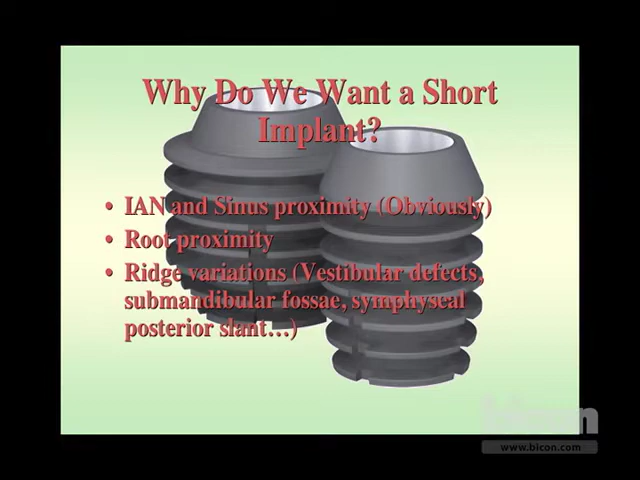 Why Do We Want a Short
Implant?
• IAN and Sinus proximity (Obviously)
• Root proximity
• Ridge variations (Vestibular defects,
submandibular fossae, symphyseal
posterior slant…)
bicon
www.bicon.com